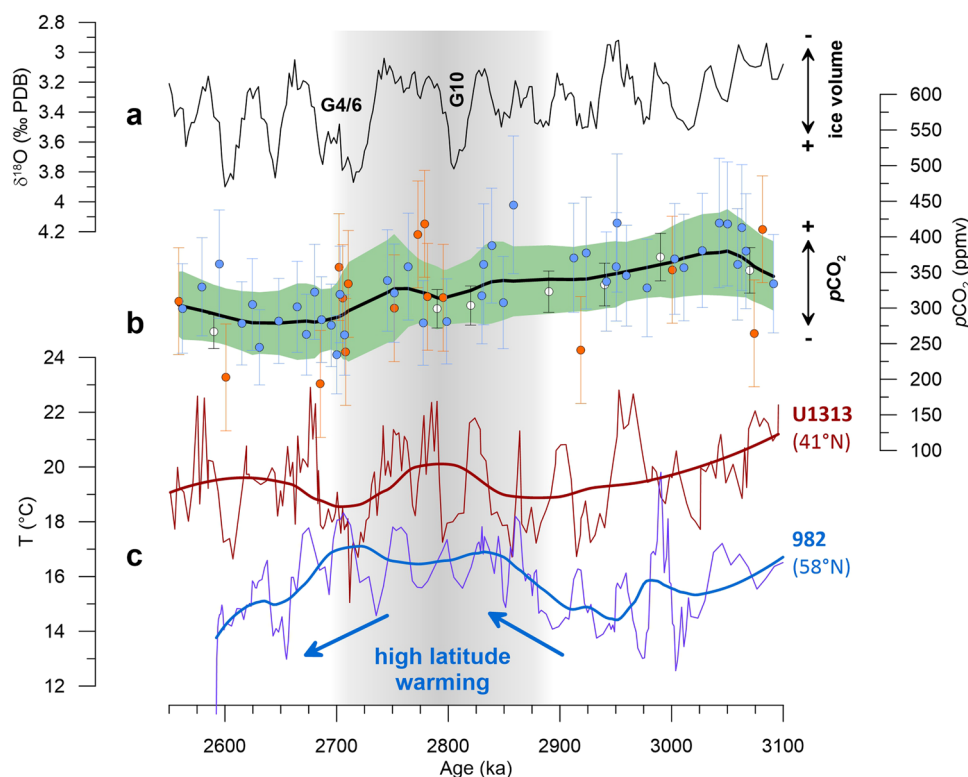 2.8
3
3.2
3.4
3.6
3.8
4
4.2
δ18O (‰ PDB)
a
G4/6
G10
-
ice volume
+
600
550
500
450
400
350
300
250
200
150
100
pCO2 (ppmv)
+
pCO2
-
b
24
22
20
18
16
14
12
T (°C)
c
U1313
(41°N)
982
(58°N)
high latitude
warming
2600
2700
2800
2900
3000
3100
Age (ka)